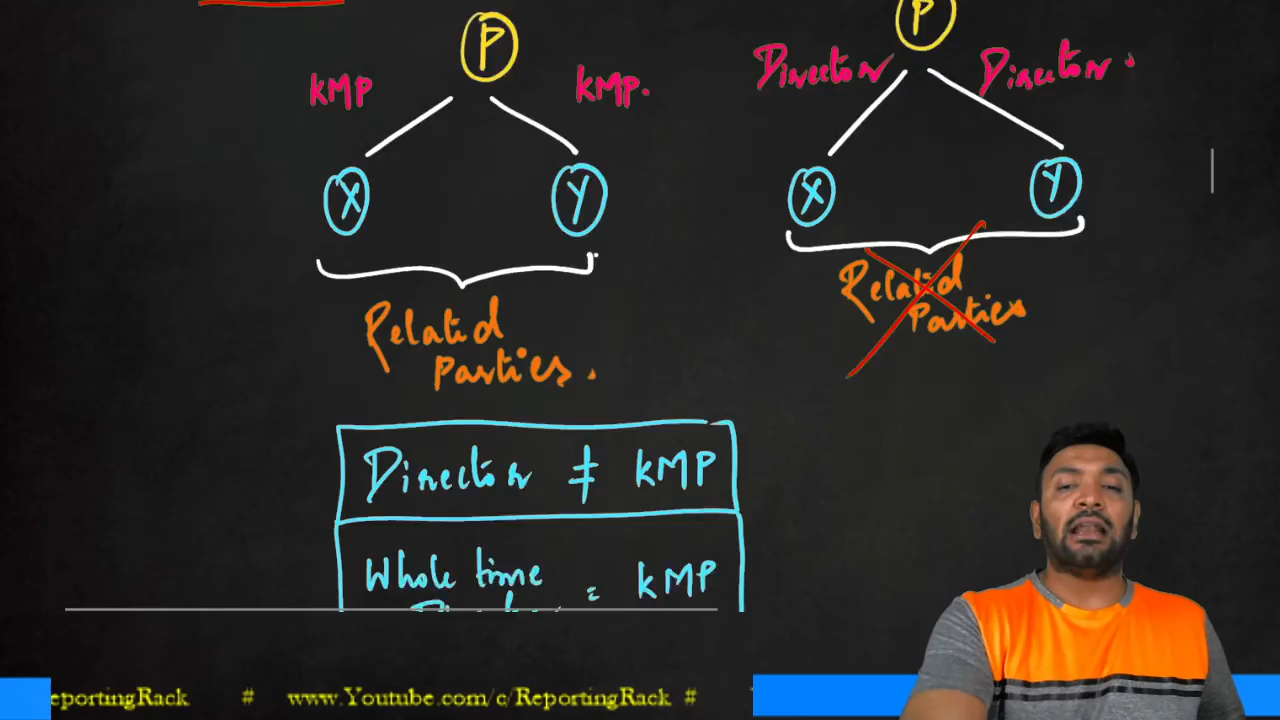 P
P
KMP
KMP.
Director
Director.
X
Y
X
Y
Related
Parties.
Related
Parties
Director ≠ KMP
Whole time
= KMP
eportingRack # www.Youtube.com/c/ReportingRack #